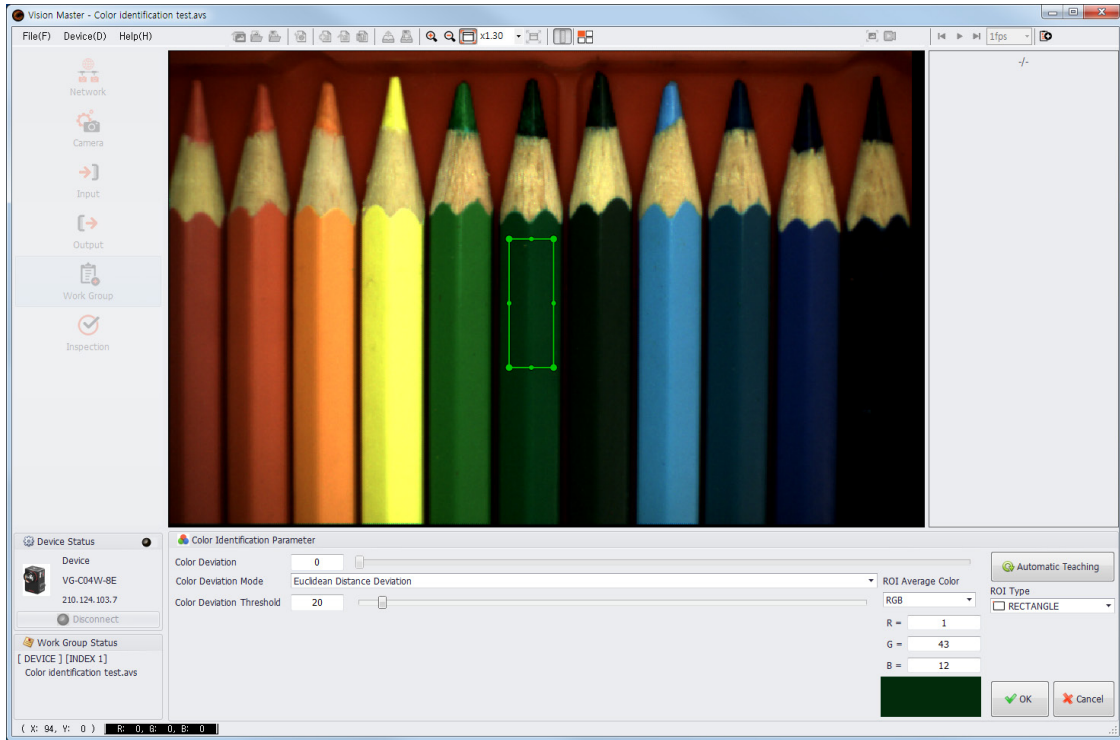 Vision Master - Color identification test.avs
File(F) Device(D) Help(H) x1.30 1fps
-/-
Network
Camera
Input
Output
Work Group
Inspection
Device Status
Device
VG-C04W-8E
210.124.103.7
Disconnect
Work Group Status
[ DEVICE ] [INDEX 1]
Color identification test.avs
Color Identification Parameter
Color Deviation 0
Color Deviation Mode Euclidean Distance Deviation
Color Deviation Threshold 20
ROI Average Color
RGB
R = 1
G = 43
B = 12
Automatic Teaching
ROI Type
RECTANGLE
OK Cancel
( X: 94, Y: 0 ) R: 0, G: 0, B: 0